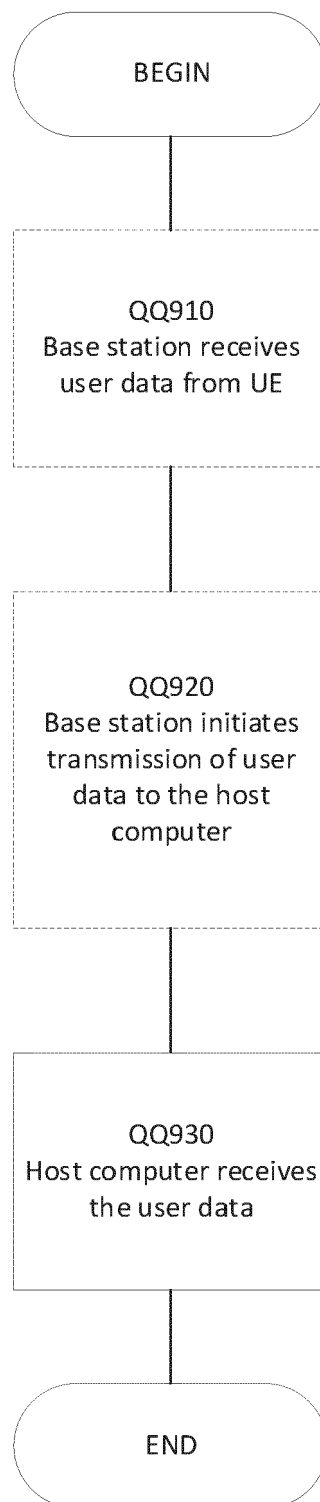 BEGIN
QQ910
Base station receives
user data from UE
QQ920
Base station initiates
transmission of user
data to the host
computer
QQ930
Host computer receives
the user data
END